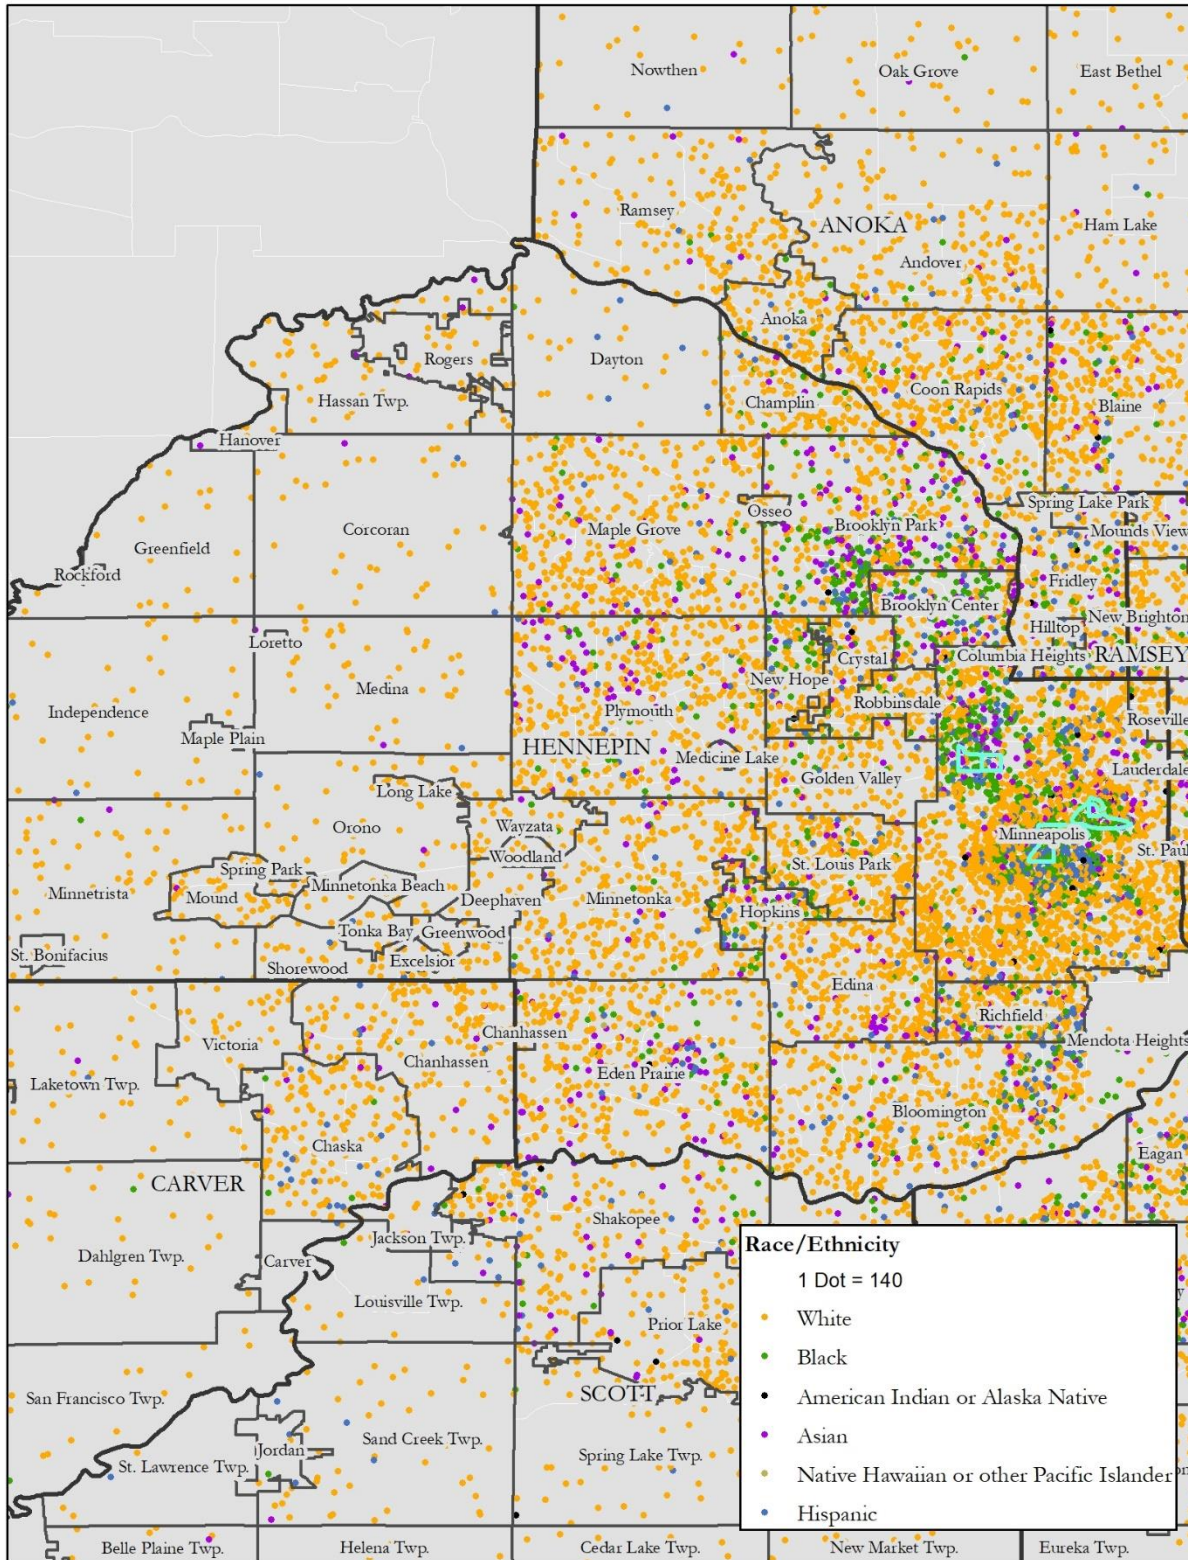 Nowthen
Oak Grove
East Bethel
Ramsey
ANOKA
Ham Lake
Andover
Anoka
Rogers
Dayton
Coon Rapids
Hassan Twp.
Champlin
Blaine
Hanover
Spring Lake Park
Osseo
Maple Grove
Brooklyn Park
Mounds View
Corcoran
Greenfield
Rockford
Fridley
Brooklyn Center
New Brighton
Hilltop
Loretto
Columbia Heights
RAMSEY
Crystal
New Hope
Medina
Independence
Plymouth
Robbinsdale
Roseville
Maple Plain
HENNEPIN
Medicine Lake
Golden Valley
Lauderdale
Long Lake
Orono
Wayzata
Minneapolis
St. Paul
Woodland
Spring Park
St. Louis Park
Minnetrista
Mound
Minnetonka Beach
Deephaven
Minnetonka
Hopkins
Tonka Bay
Greenwood
St. Bonifacius
Shorewood
Excelsior
Edina
Richfield
Chanhassen
Victoria
Chanhassen
Mendota Heights
Laketown Twp.
Eden Prairie
Bloomington
Chaska
Eagan
CARVER
Shakopee
Jackson Twp.
Dahlgren Twp.
Carver
Louisville Twp.
Prior Lake
SCOTT
San Francisco Twp.
Sand Creek Twp.
Jordan
St. Lawrence Twp.
Spring Lake Twp.
Belle Plaine Twp.
Helena Twp.
Cedar Lake Twp.
New Market Twp.
Eureka Twp.
Race/Ethnicity
1 Dot = 140
White
Black
American Indian or Alaska Native
Asian
Native Hawaiian or other Pacific Islander
Hispanic